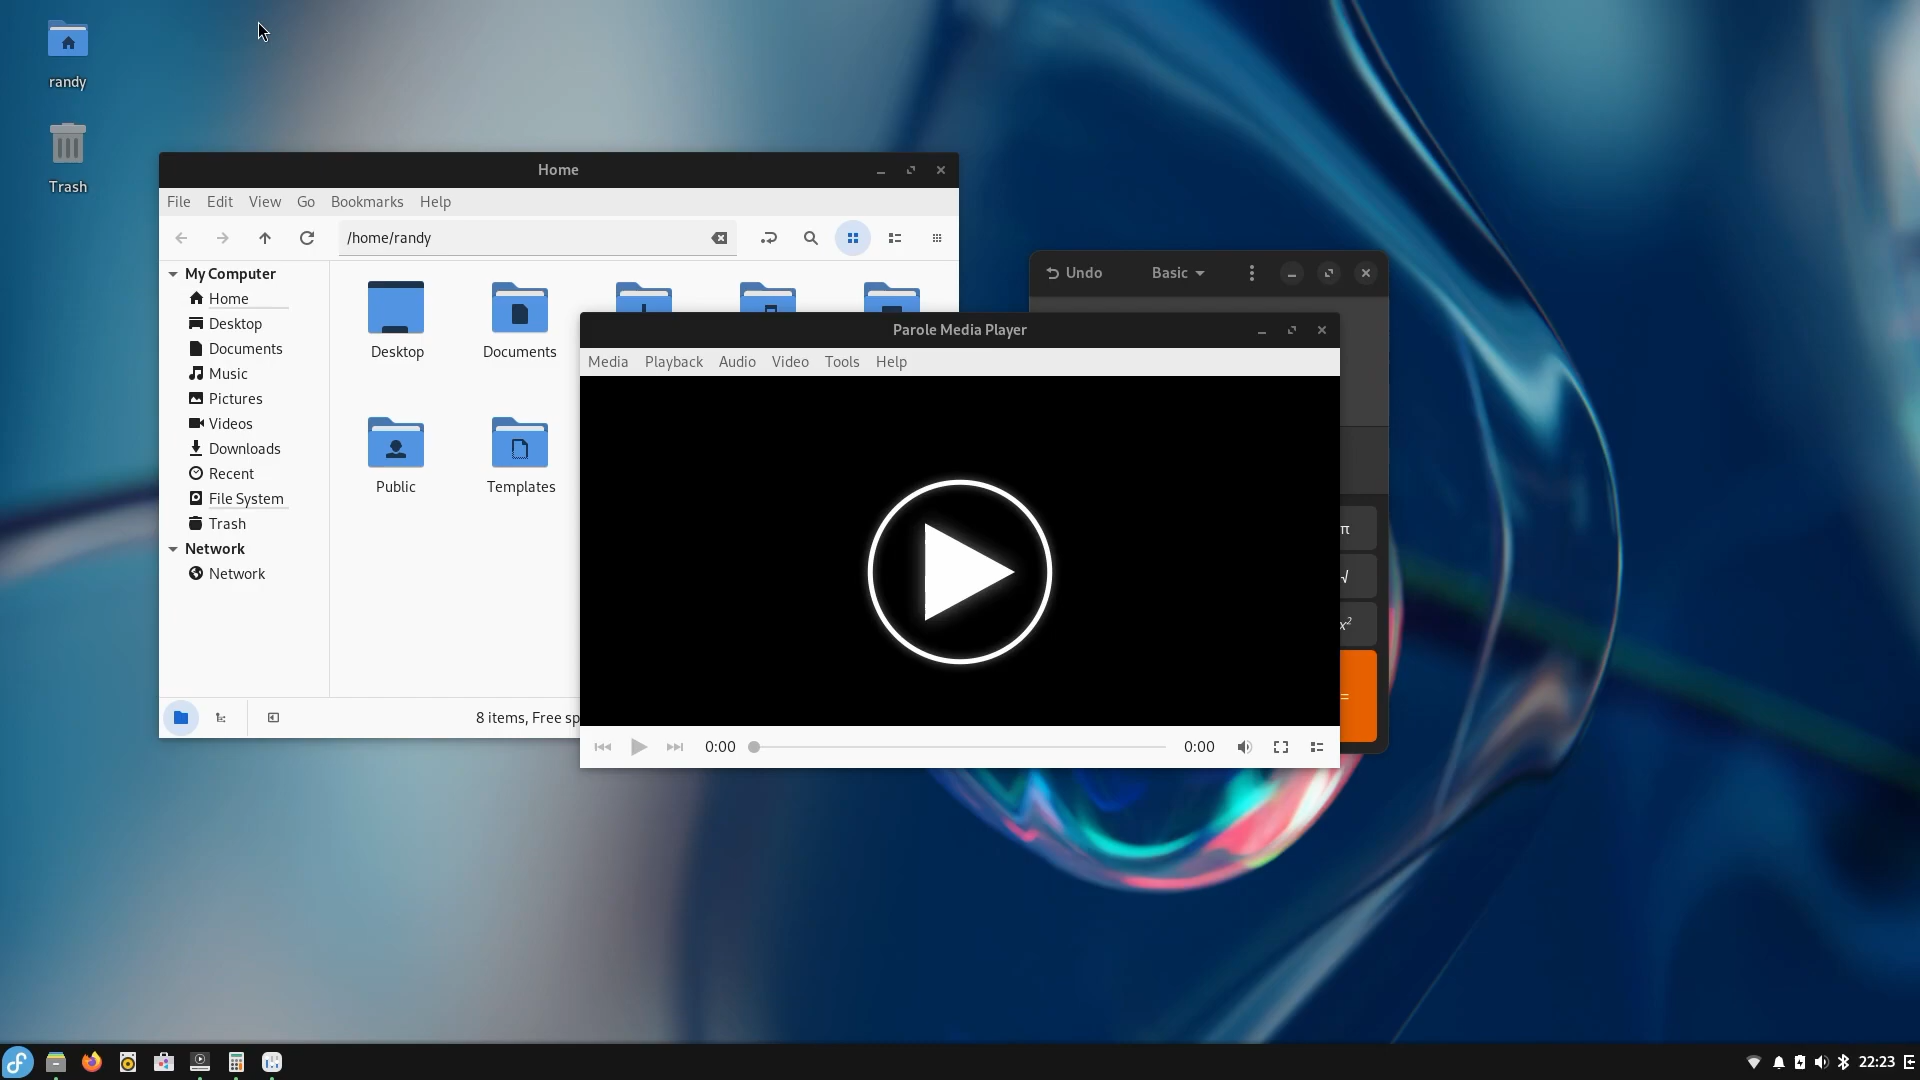 randy
Trash
Home
File Edit View Go Bookmarks Help
/home/randy
My Computer
Home
Desktop
Documents
Music
Pictures
Videos
Downloads
Recent
File System
Trash
Network
Network
Desktop Documents
Public Templates
8 items, Free sp
Undo Basic
π
√
x²
=
Parole Media Player
Media Playback Audio Video Tools Help
0:00 0:00
22:23